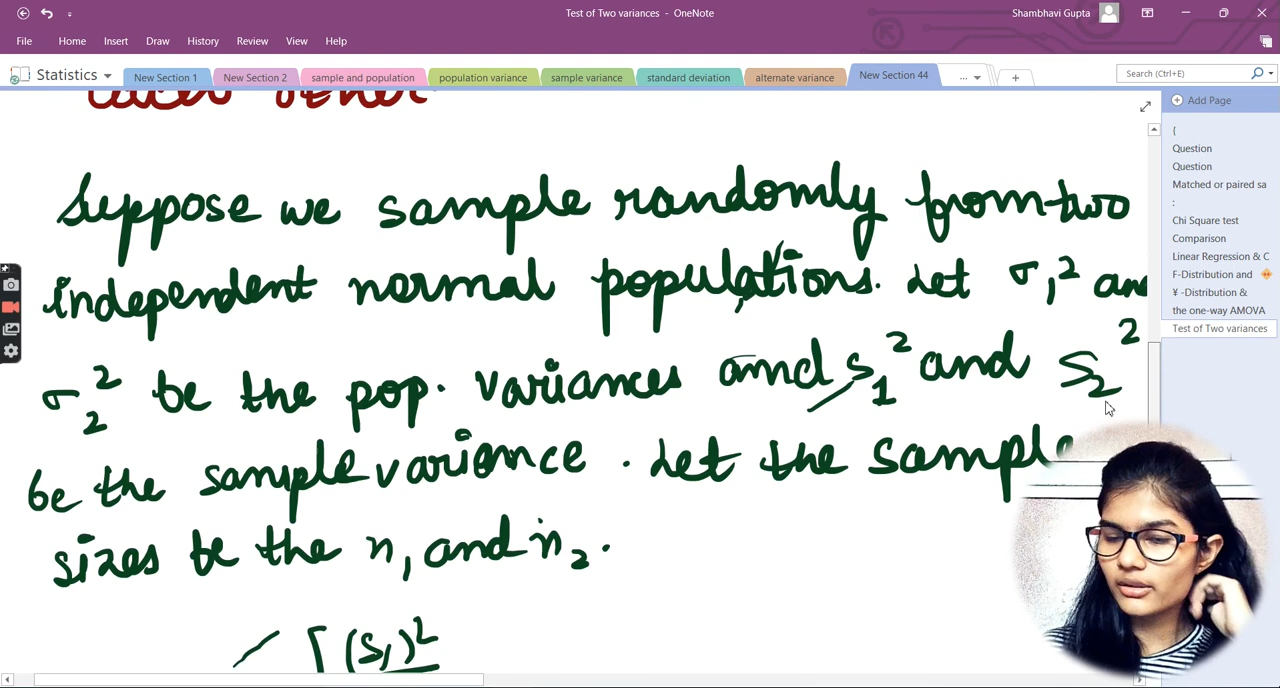 Test of Two variances - OneNote
Shambhavi Gupta
File Home Insert Draw History Review View Help
Statistics
New Section 1
New Section 2
sample and population
population variance
sample variance
standard deviation
alternate variance
New Section 44
...
Search (Ctrl+E)
Add Page
{
Question
Question
Matched or paired sa
:
Chi Square test
Comparison
Linear Regression & C
F-Distribution and
¥ -Distribution &
the one-way AMOVA
Test of Two variances
other.
Suppose we sample randomly from two
independent normal populations. Let σ₁² and
σ₂² be the pop. variances and s₁² and s₂²
be the sample variance. Let the sample
sizes be the n₁ and n₂.
[ (s₁)²